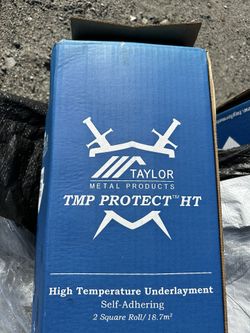 TAYLOR
METAL PRODUCTS
TMP PROTECT™ HT
High Temperature Underlayment
Self-Adhering
2 Square Roll/ 18.7m²